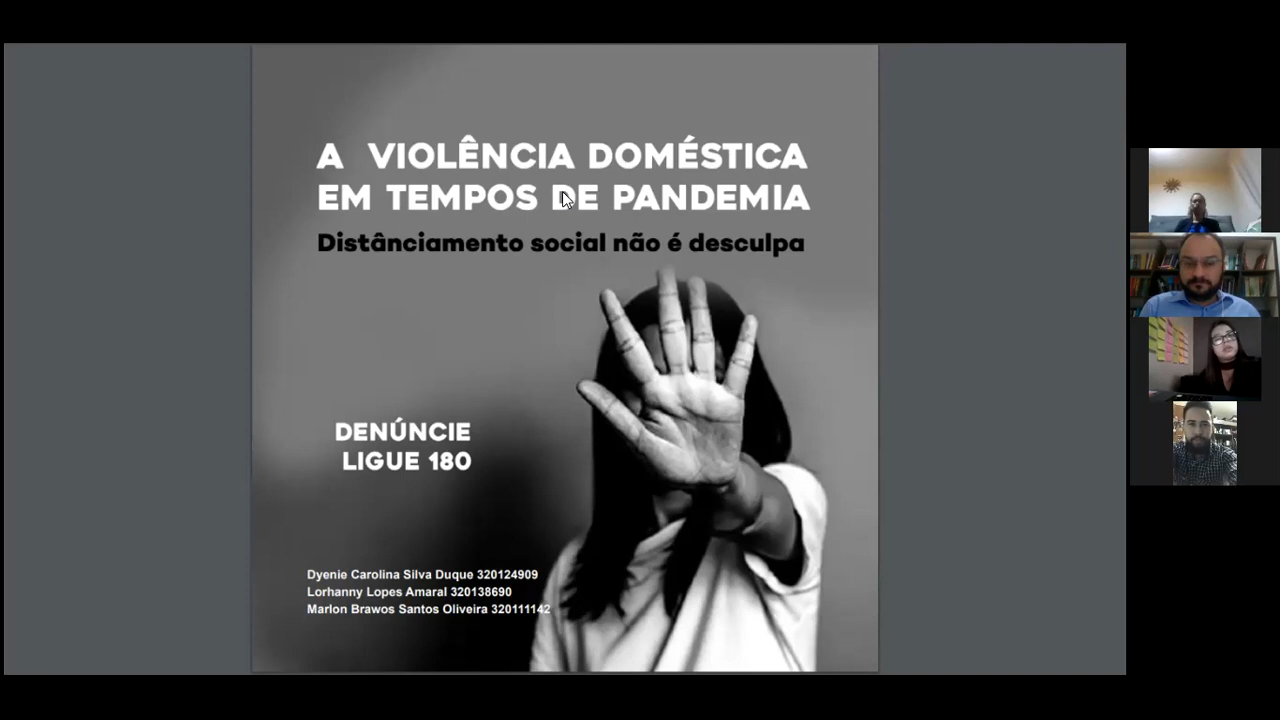 A VIOLÊNCIA DOMÉSTICA
EM TEMPOS DE PANDEMIA
Distânciamento social não é desculpa
DENÚNCIE
LIGUE 180
Dyenie Carolina Silva Duque 320124909
Lorhanny Lopes Amaral 320138690
Marlon Brawos Santos Oliveira 320111142